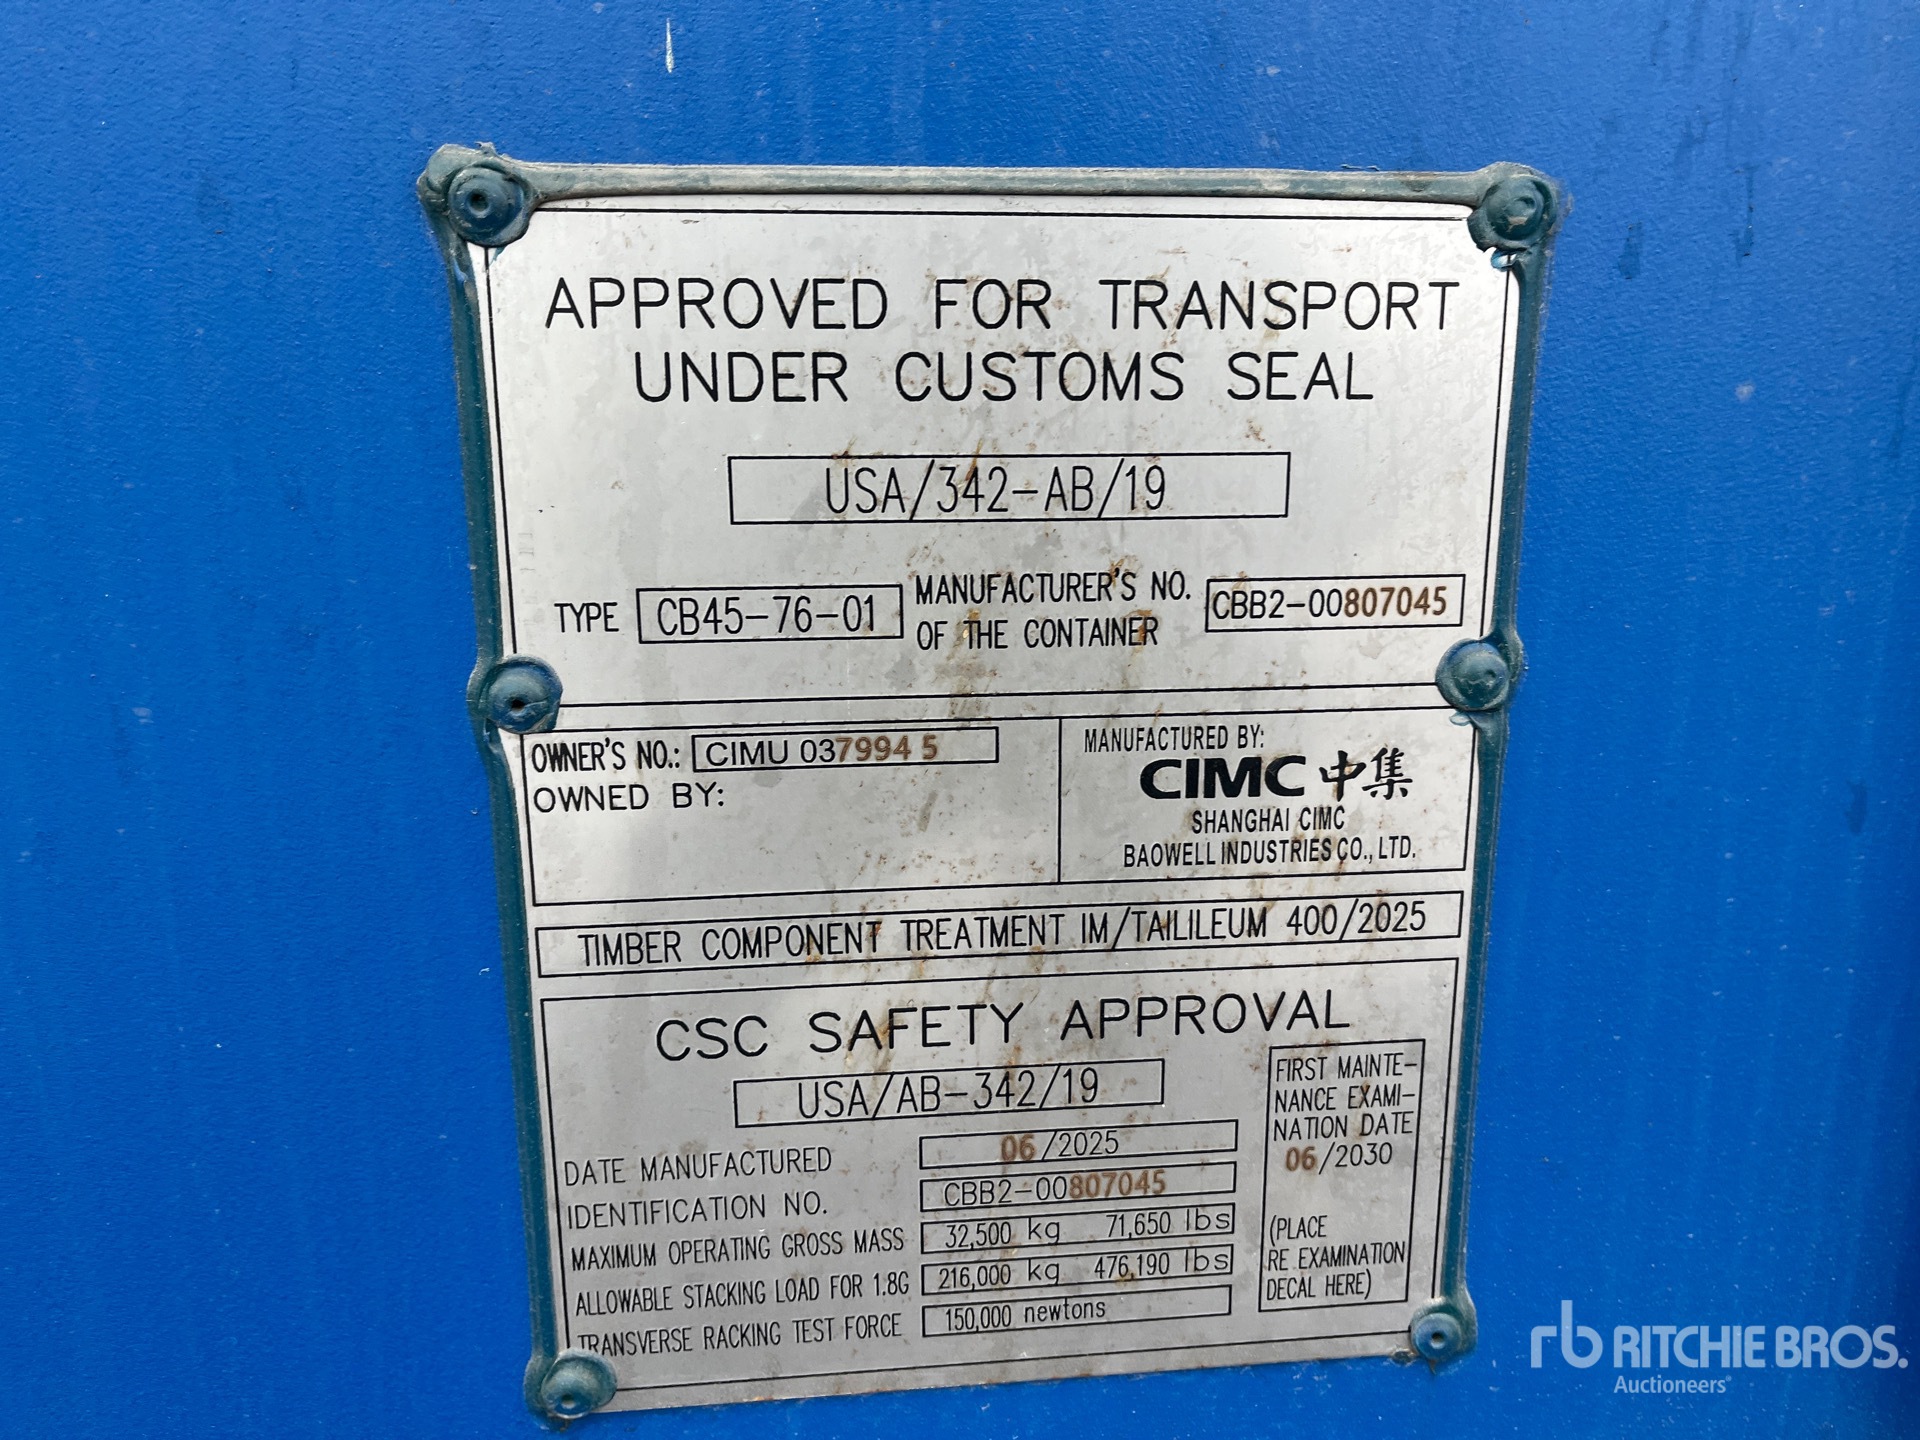 APPROVED FOR TRANSPORT
UNDER CUSTOMS SEAL
USA/342-AB/19
TYPE CB45-76-01 MANUFACTURER'S NO. OF THE CONTAINER CBB2-00807045
OWNER'S NO.: CIMU 037994 5
OWNED BY:
MANUFACTURED BY:
CIMC 中集
SHANGHAI CIMC
BAOWELL INDUSTRIES CO., LTD.
TIMBER COMPONENT TREATMENT IM/TAILILEUM 400/2025
CSC SAFETY APPROVAL
USA/AB-342/19
DATE MANUFACTURED 06/2025
IDENTIFICATION NO. CBB2-00807045
MAXIMUM OPERATING GROSS MASS 32,500 kg 71,650 lbs
ALLOWABLE STACKING LOAD FOR 1.8G 216,000 kg 476,190 lbs
TRANSVERSE RACKING TEST FORCE 150,000 newtons
FIRST MAINTE-
NANCE EXAMI-
NATION DATE
06/2030
(PLACE
RE EXAMINATION
DECAL HERE)
rb RITCHIE BROS.
Auctioneers